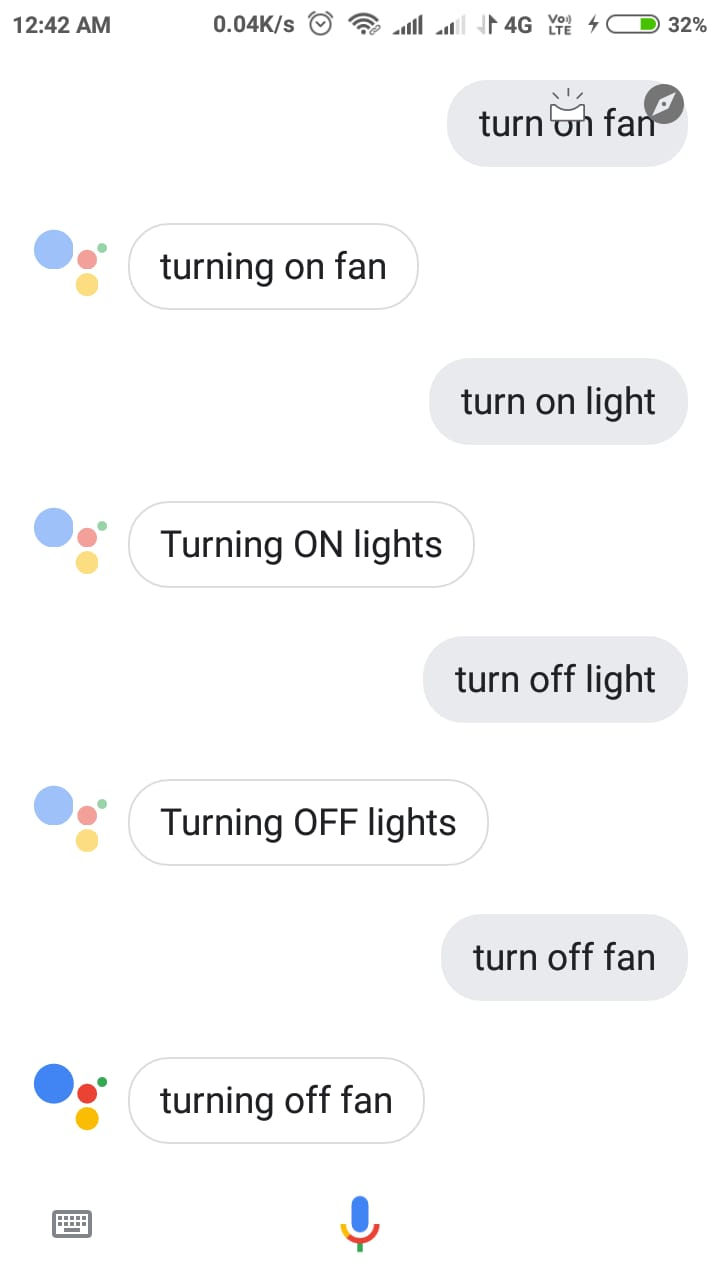 12:42 AM 0.04K/s 4G VoLTE 32%
turn on fan
turning on fan
turn on light
Turning ON lights
turn off light
Turning OFF lights
turn off fan
turning off fan